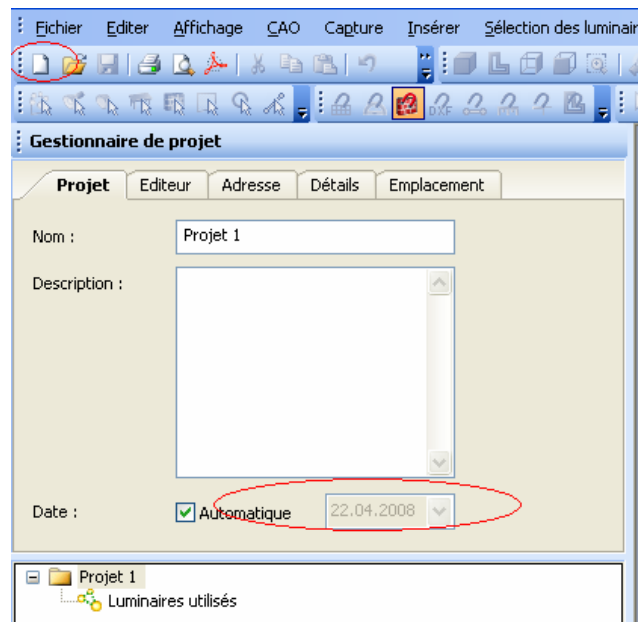 Fichier Editer Affichage CAO Capture Insérer Sélection des luminair
DXF
Gestionnaire de projet
Projet Editeur Adresse Détails Emplacement
Nom : Projet 1
Description :
Date : Automatique 22.04.2008
Projet 1
Luminaires utilisés